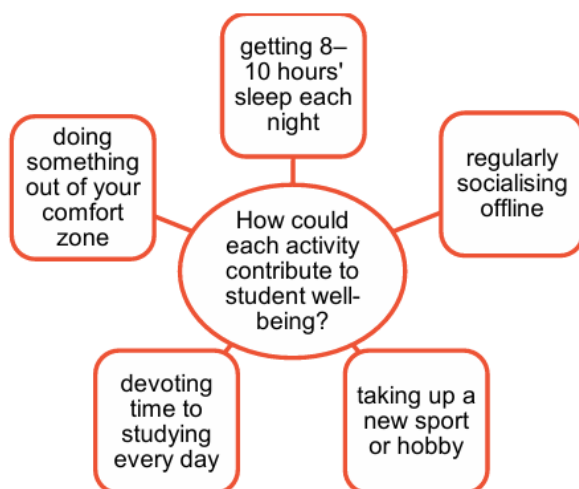 getting 8–
10 hours'
sleep each
night
doing
something
out of your
comfort
zone
regularly
socialising
offline
How could
each activity
contribute to
student well-
being?
devoting
time to
studying
every day
taking up a
new sport
or hobby